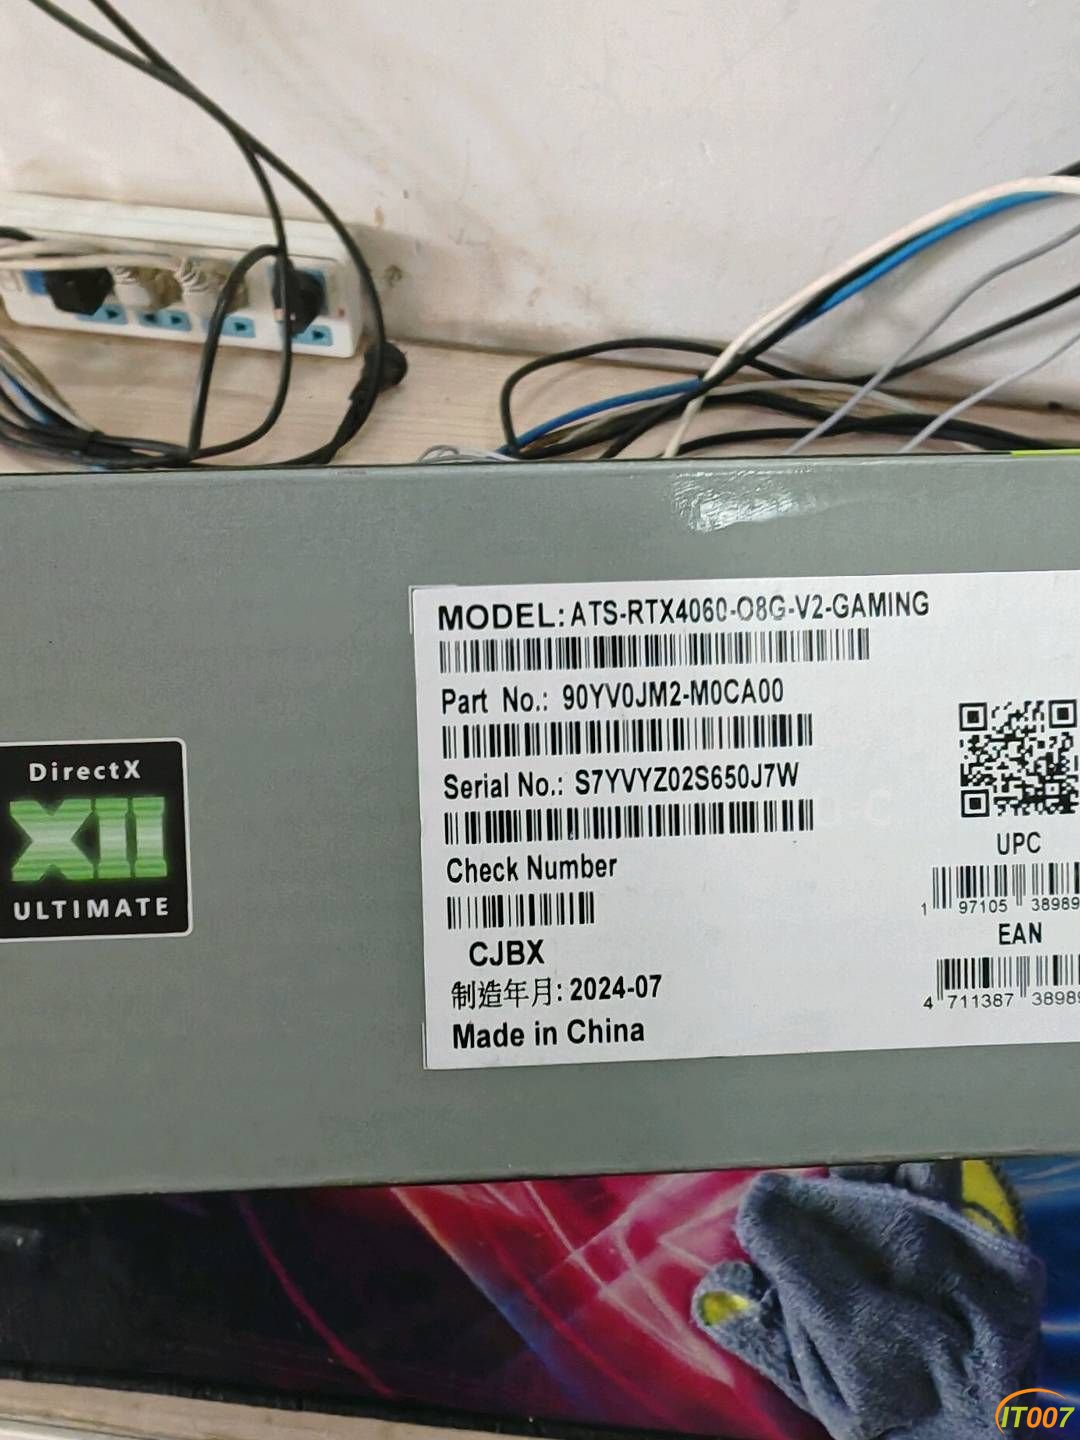 MODEL: ATS-RTX4060-O8G-V2-GAMING
Part No.: 90YV0JM2-M0CA00
Serial No.: S7YVYZ02S650J7W
Check Number
CJBX
制造年月: 2024-07
Made in China
UPC
1 97105 38989
EAN
4 711387 38989
DirectX
XII
ULTIMATE
IT007